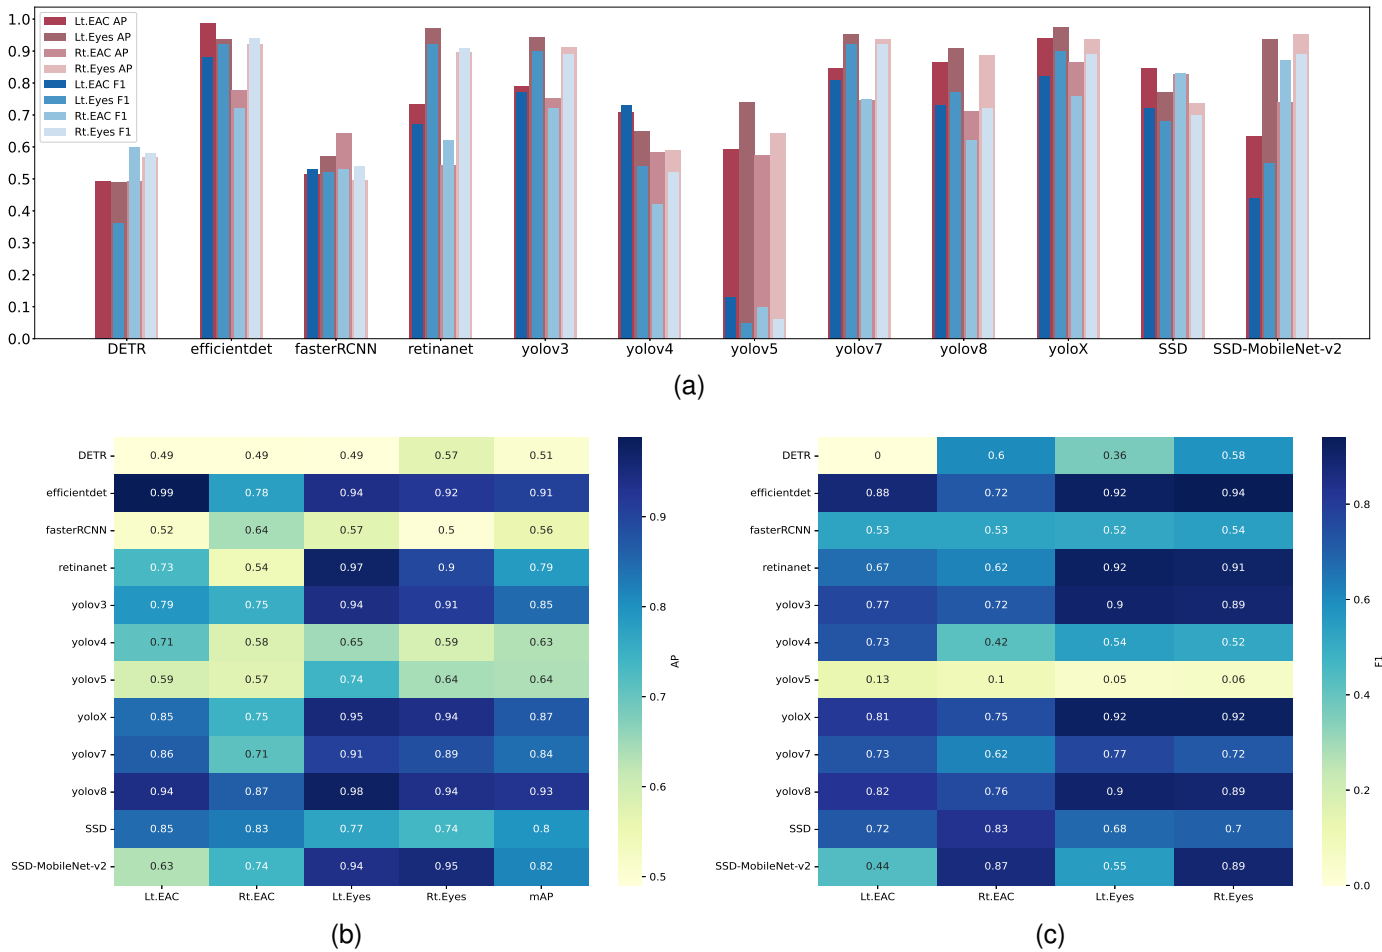 1.0
0.9
0.8
0.7
0.6
0.5
0.4
0.3
0.2
0.1
0.0
Lt.EAC AP
Lt.Eyes AP
Rt.EAC AP
Rt.Eyes AP
Lt.EAC F1
Lt.Eyes F1
Rt.EAC F1
Rt.Eyes F1
DETR efficientdet fasterRCNN retinanet yolov3 yolov4 yolov5 yolov7 yolov8 yoloX SSD SSD-MobileNet-v2
(a)
DETR 0.49 0.49 0.49 0.57 0.51
efficientdet 0.99 0.78 0.94 0.92 0.91
fasterRCNN 0.52 0.64 0.57 0.5 0.56
retinanet 0.73 0.54 0.97 0.9 0.79
yolov3 0.79 0.75 0.94 0.91 0.85
yolov4 0.71 0.58 0.65 0.59 0.63
yolov5 0.59 0.57 0.74 0.64 0.64
yoloX 0.85 0.75 0.95 0.94 0.87
yolov7 0.86 0.71 0.91 0.89 0.84
yolov8 0.94 0.87 0.98 0.94 0.93
SSD 0.85 0.83 0.77 0.74 0.8
SSD-MobileNet-v2 0.63 0.74 0.94 0.95 0.82
Lt.EAC Rt.EAC Lt.Eyes Rt.Eyes mAP
0.9
0.8
0.7
0.6
0.5
AP
(b)
DETR 0 0.6 0.36 0.58
efficientdet 0.88 0.72 0.92 0.94
fasterRCNN 0.53 0.53 0.52 0.54
retinanet 0.67 0.62 0.92 0.91
yolov3 0.77 0.72 0.9 0.89
yolov4 0.73 0.42 0.54 0.52
yolov5 0.13 0.1 0.05 0.06
yoloX 0.81 0.75 0.92 0.92
yolov7 0.73 0.62 0.77 0.72
yolov8 0.82 0.76 0.9 0.89
SSD 0.72 0.83 0.68 0.7
SSD-MobileNet-v2 0.44 0.87 0.55 0.89
Lt.EAC Rt.EAC Lt.Eyes Rt.Eyes
0.8
0.6
0.4
0.2
0.0
F1
(c)